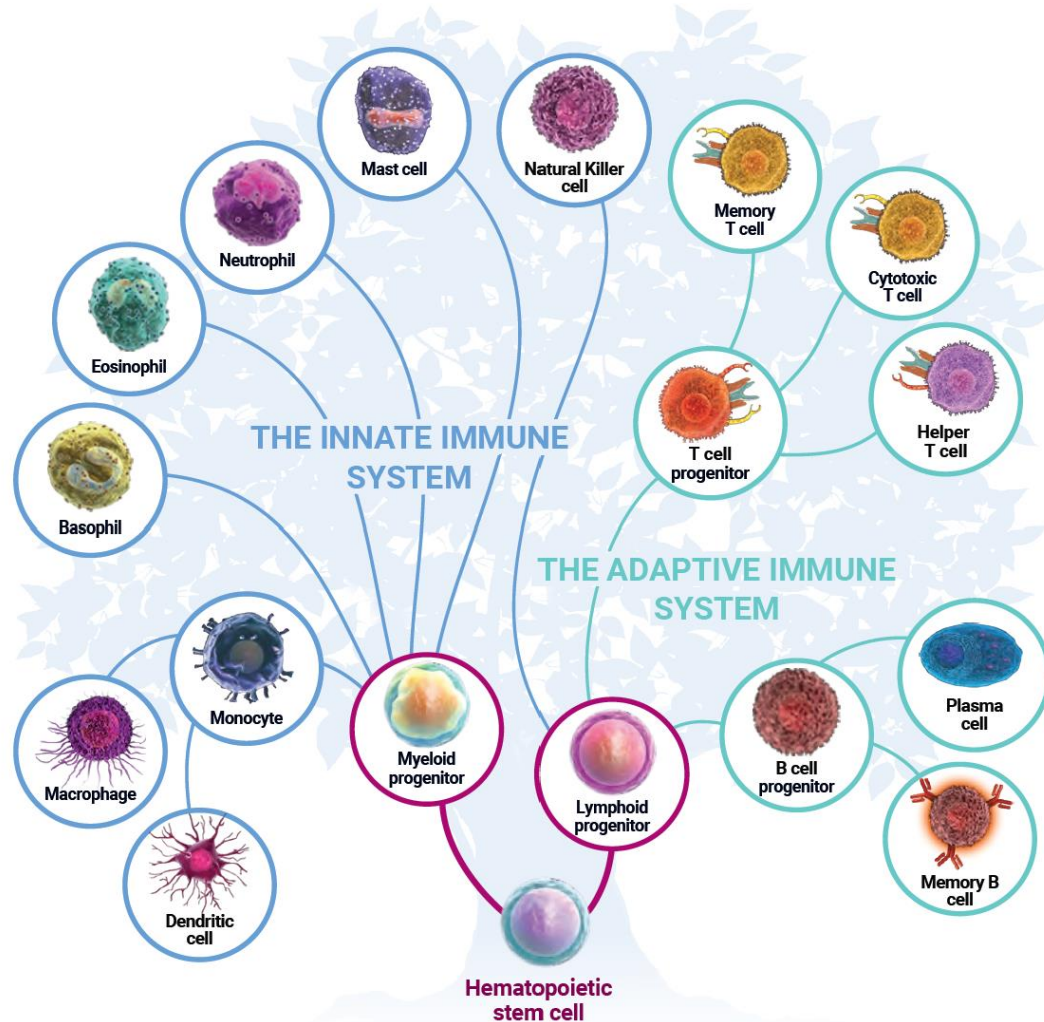 Mast cell
Natural Killer
cell
Memory
T cell
Neutrophil
Cytotoxic
T cell
Eosinophil
Helper
T cell
THE INNATE IMMUNE
SYSTEM
T cell
progenitor
Basophil
THE ADAPTIVE IMMUNE
SYSTEM
Monocyte
Plasma
cell
Myeloid
progenitor
B cell
progenitor
Macrophage
Lymphoid
progenitor
Memory B
cell
Dendritic
cell
Hematopoietic
stem cell